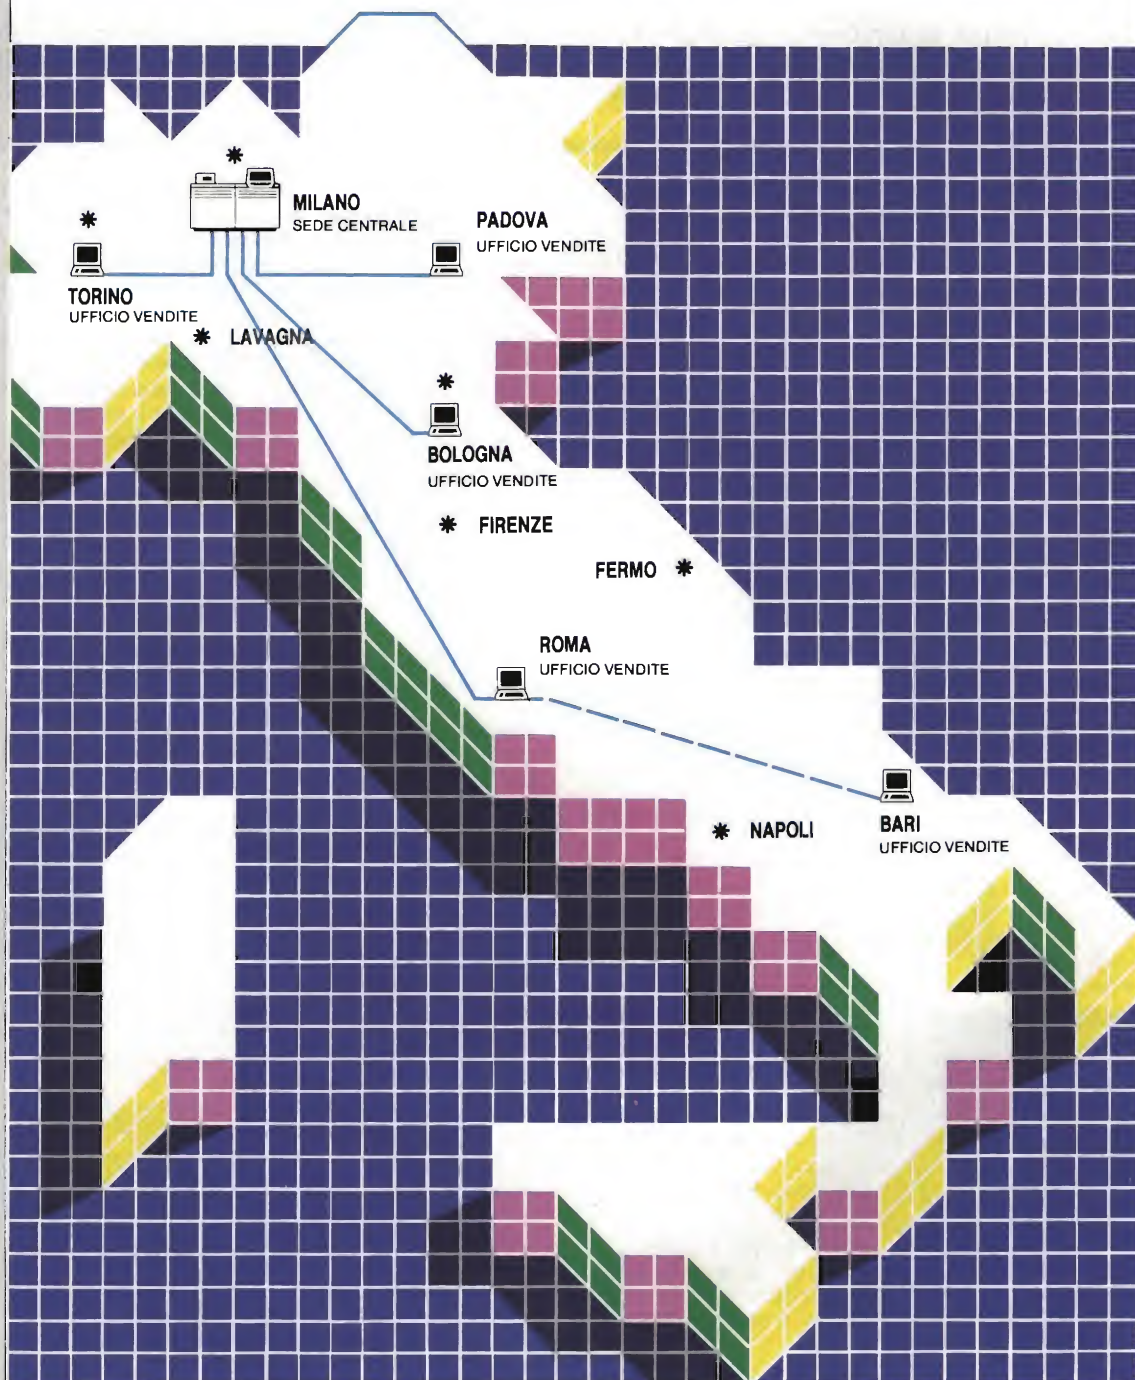 MILANO
SEDE CENTRALE
PADOVA
UFFICIO VENDITE
TORINO
UFFICIO VENDITE
LAVAGNA
BOLOGNA
UFFICIO VENDITE
FIRENZE
FERMO
ROMA
UFFICIO VENDITE
NAPOLI
BARI
UFFICIO VENDITE